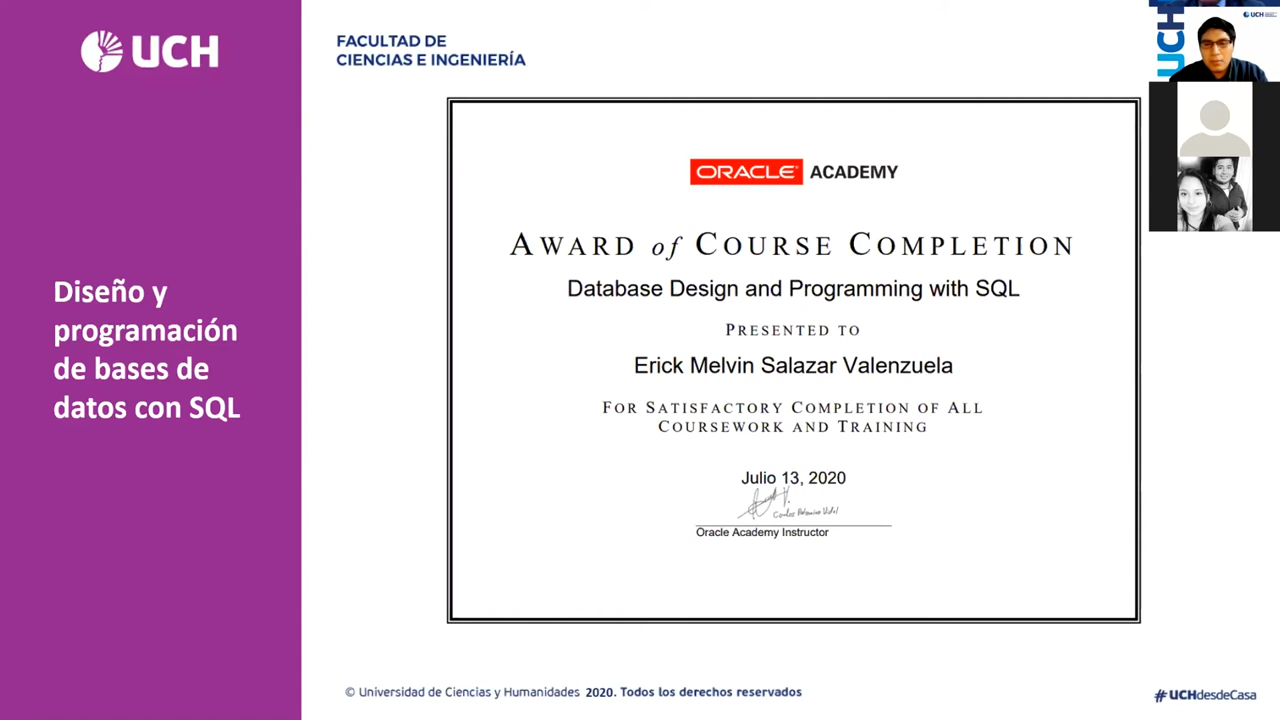 UCH
FACULTAD DE
CIENCIAS E INGENIERÍA
Diseño y
programación
de bases de
datos con SQL
ORACLE ACADEMY
AWARD of COURSE COMPLETION
Database Design and Programming with SQL
PRESENTED TO
Erick Melvin Salazar Valenzuela
FOR SATISFACTORY COMPLETION OF ALL
COURSEWORK AND TRAINING
Julio 13, 2020
Oracle Academy Instructor
© Universidad de Ciencias y Humanidades 2020. Todos los derechos reservados
#UCHdesdeCasa
UCH
UCH